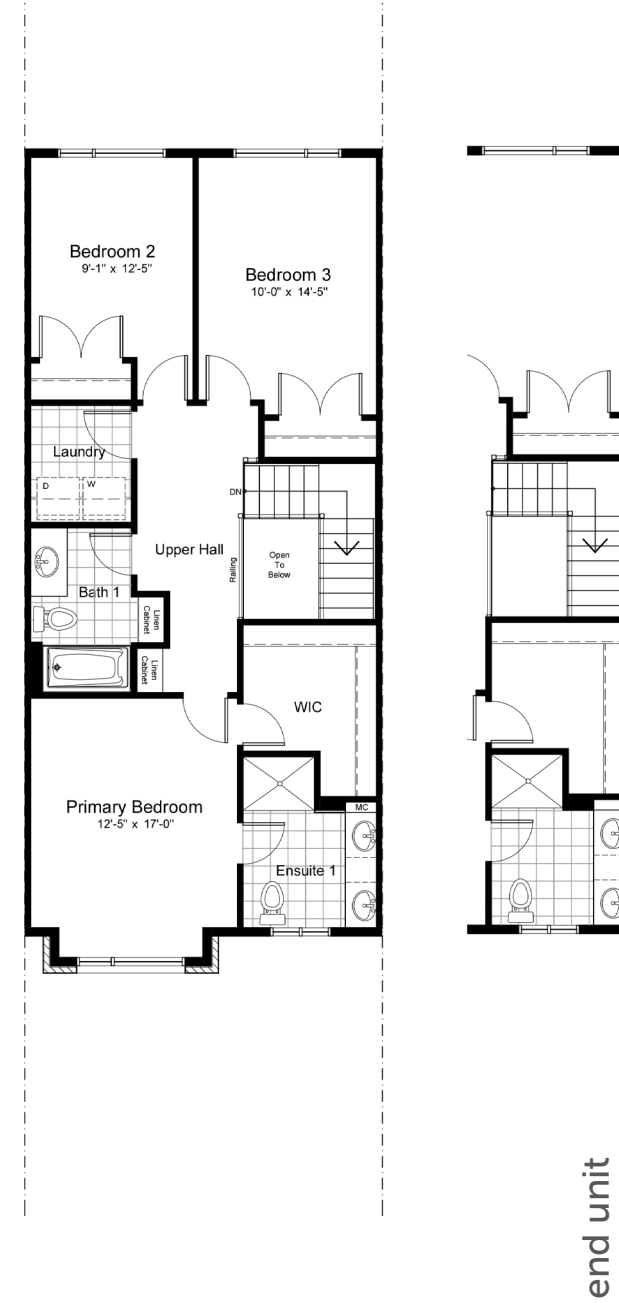 Bedroom 2
9'-1" x 12'-5"
Bedroom 3
10'-0" x 14'-5"
Laundry
D
W
DN
Upper Hall
Railing
Open
To
Below
Bath 1
Linen
Cabinet
Linen
Cabinet
WIC
Primary Bedroom
12'-5" x 17'-0"
MC
Ensuite 1
end unit